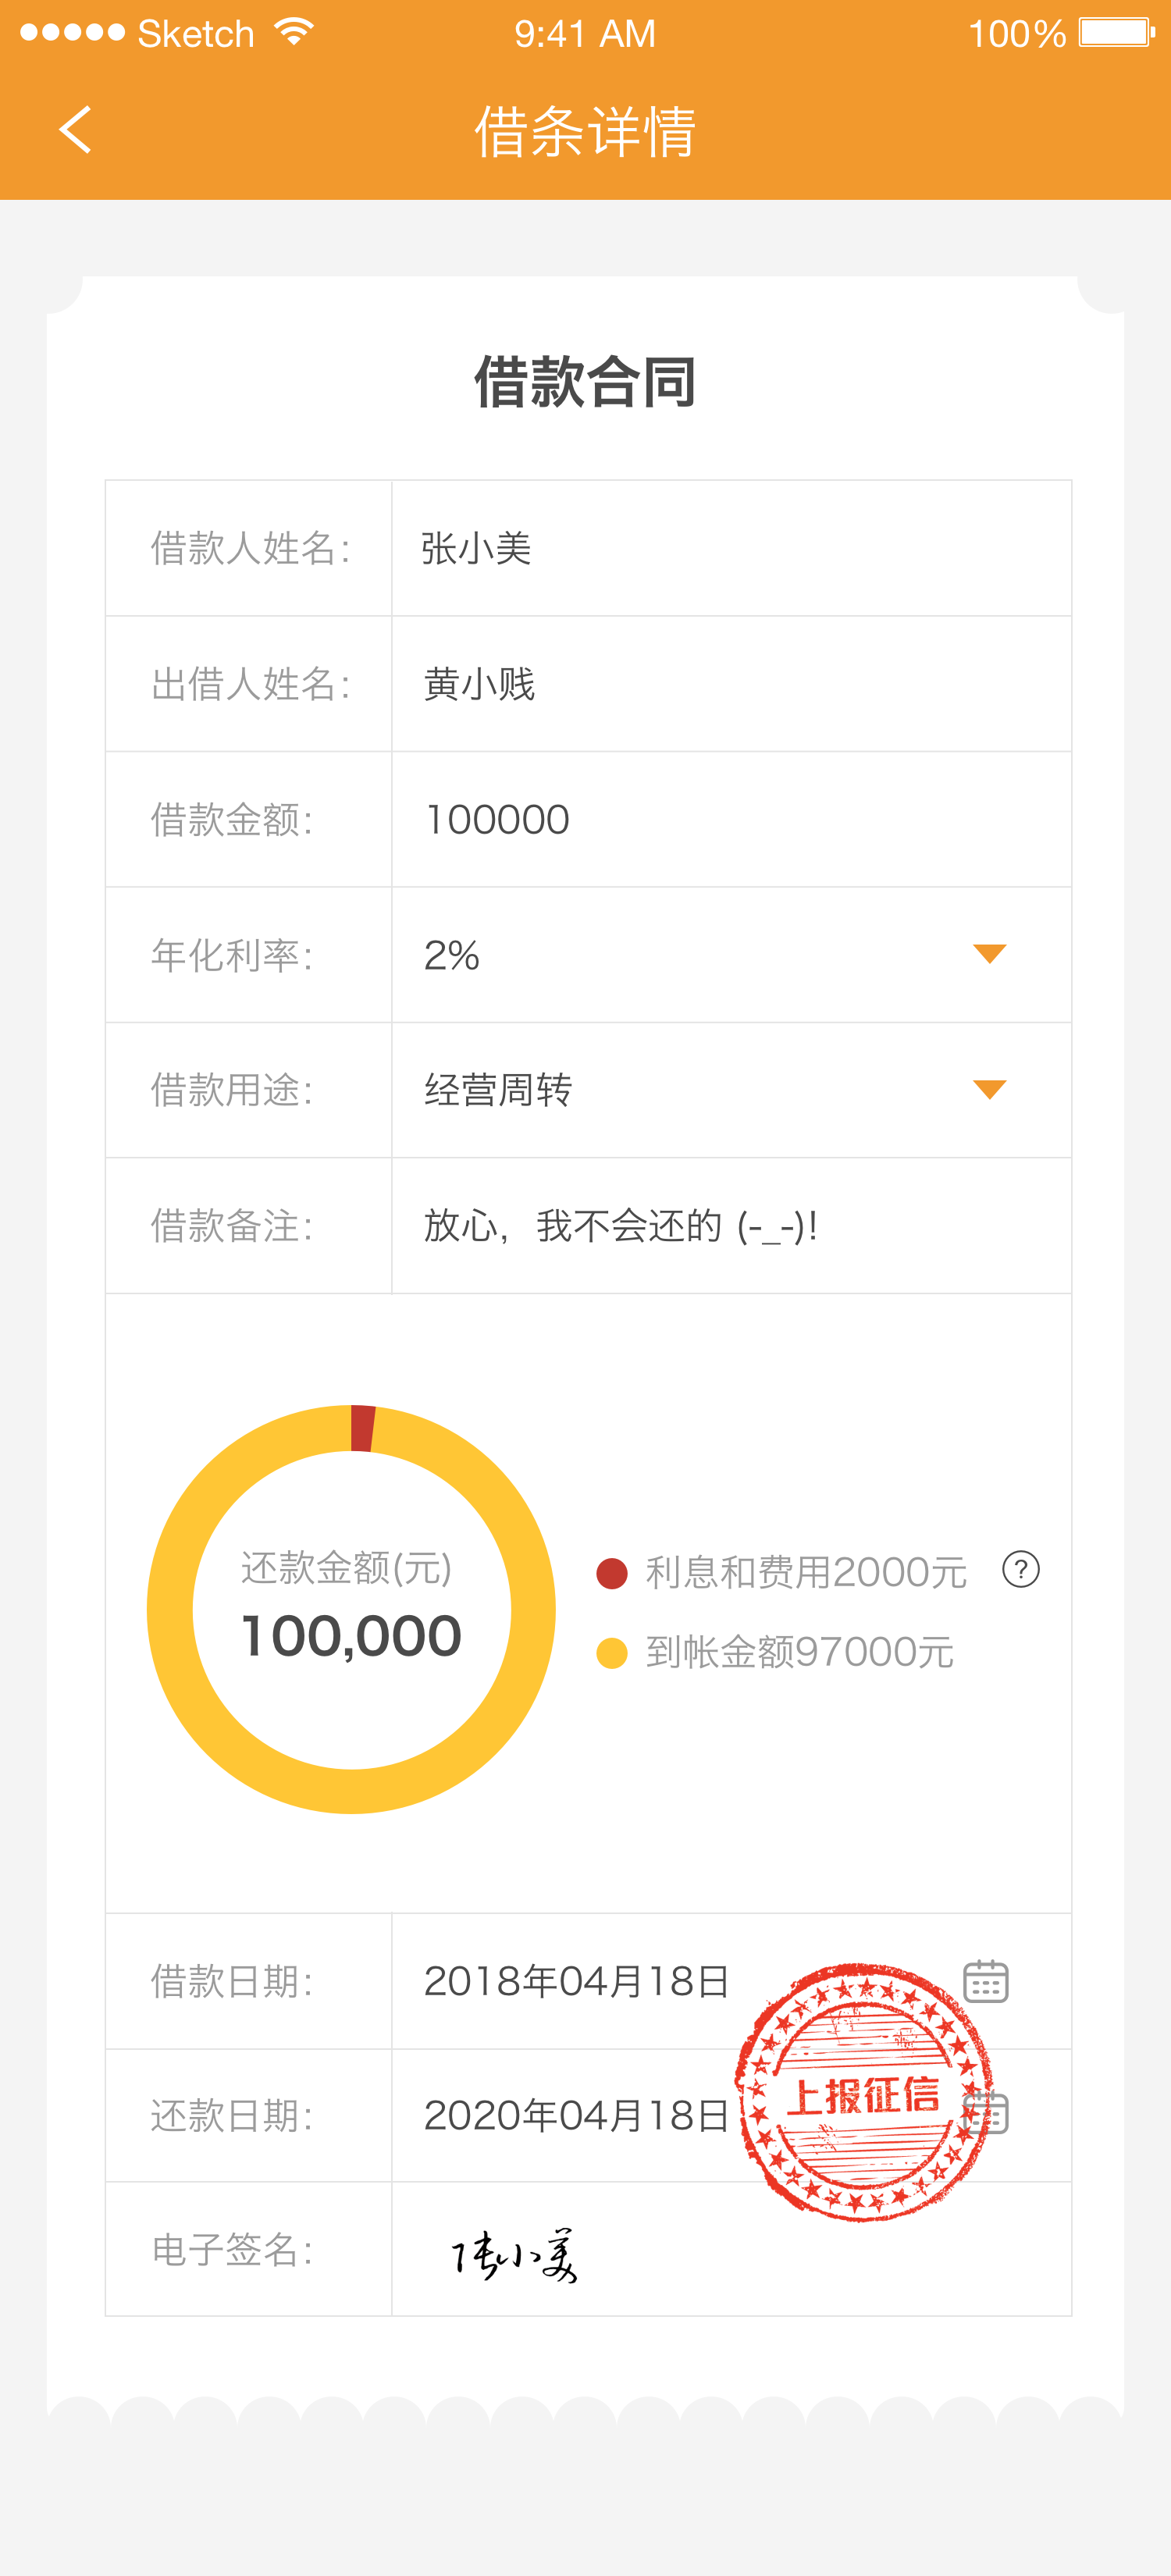 Sketch 9:41 AM 100%
借条详情
借款合同
借款人姓名： 张小美
出借人姓名： 黄小贱
借款金额： 100000
年化利率： 2%
借款用途： 经营周转
借款备注： 放心，我不会还的 (-_-)!
还款金额(元)
100,000
利息和费用2000元 ?
到帐金额97000元
借款日期： 2018年04月18日
还款日期： 2020年04月18日
上报征信
电子签名： 张小美